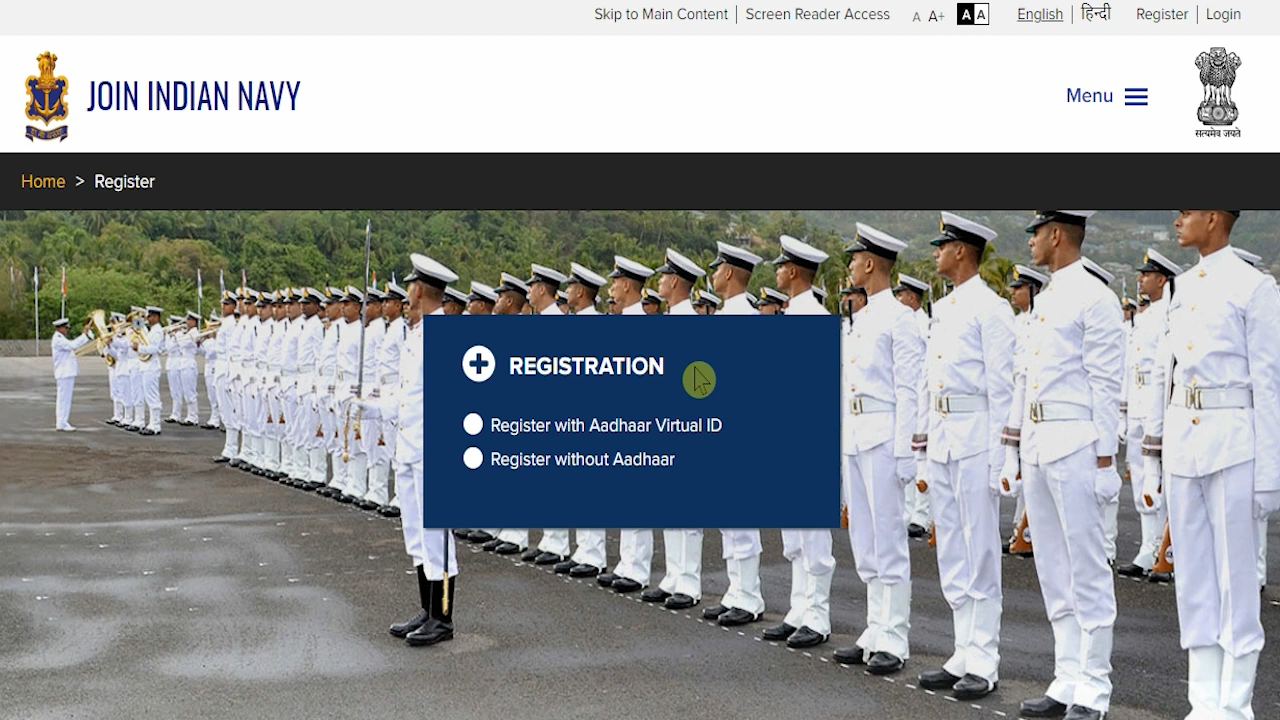 Skip to Main Content | Screen Reader Access A A+ A A English | हिन्दी Register | Login
JOIN INDIAN NAVY
Menu
सत्यमेव जयते
Home > Register
REGISTRATION
Register with Aadhaar Virtual ID
Register without Aadhaar